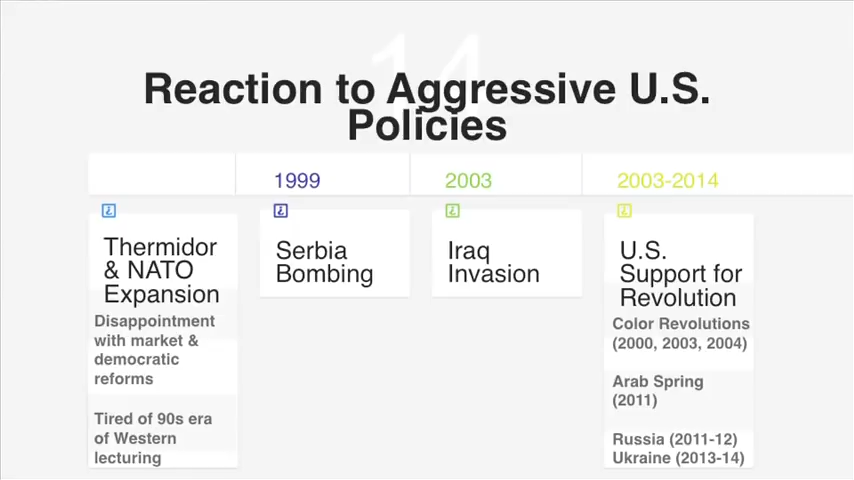 14
Reaction to Aggressive U.S.
Policies
1999
2003
2003-2014
Thermidor
& NATO
Expansion
Disappointment
with market &
democratic
reforms
Tired of 90s era
of Western
lecturing
Serbia
Bombing
Iraq
Invasion
U.S.
Support for
Revolution
Color Revolutions
(2000, 2003, 2004)
Arab Spring
(2011)
Russia (2011-12)
Ukraine (2013-14)